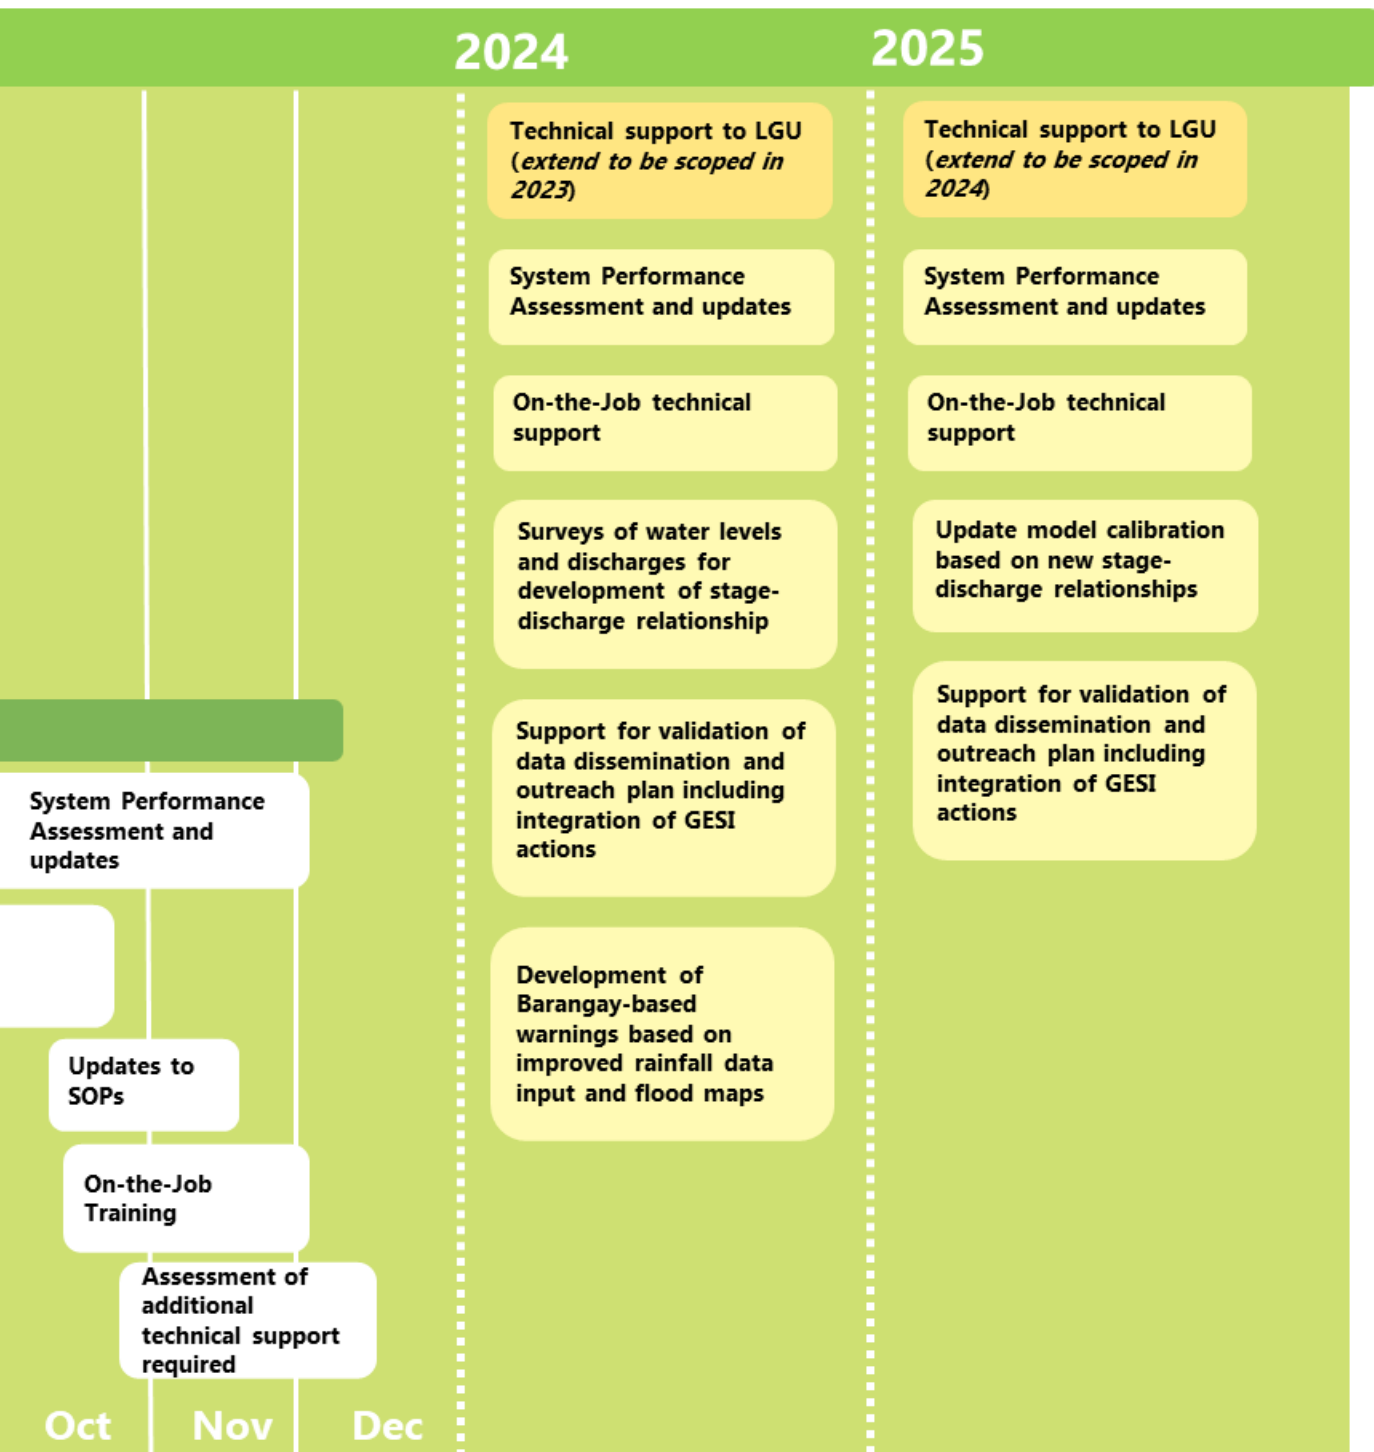 2024
2025
Technical support to LGU
(extend to be scoped in
2023)
System Performance
Assessment and updates
On-the-Job technical
support
Surveys of water levels
and discharges for
development of stage-
discharge relationship
Support for validation of
data dissemination and
outreach plan including
integration of GESI
actions
Development of
Barangay-based
warnings based on
improved rainfall data
input and flood maps
Technical support to LGU
(extend to be scoped in
2024)
System Performance
Assessment and updates
On-the-Job technical
support
Update model calibration
based on new stage-
discharge relationships
Support for validation of
data dissemination and
outreach plan including
integration of GESI
actions
System Performance
Assessment and
updates
Updates to
SOPs
On-the-Job
Training
Assessment of
additional
technical support
required
Oct
Nov
Dec